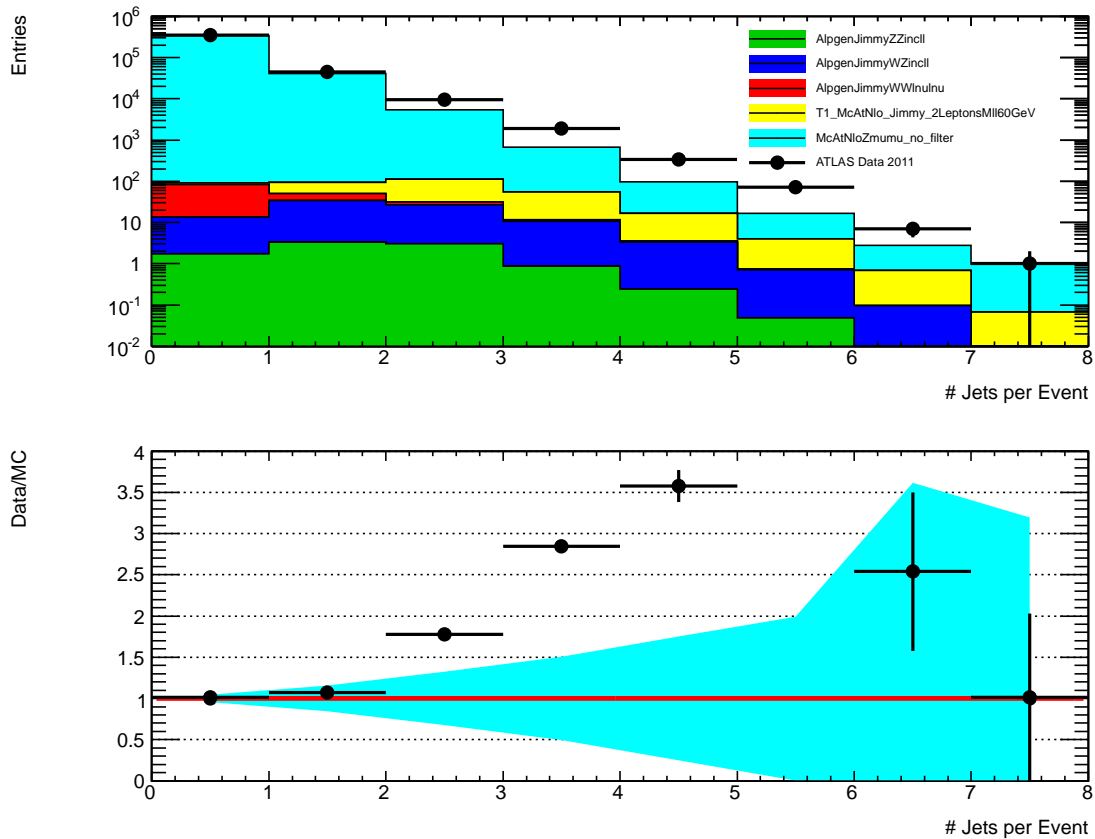 Entries
10^6
10^5
10^4
10^3
10^2
10
1
10^-1
10^-2
AlpgenJimmyZZincll
AlpgenJimmyWZincll
AlpgenJimmyWWlnulnu
T1_McAtNlo_Jimmy_2LeptonsMll60GeV
McAtNloZmumu_no_filter
ATLAS Data 2011
0 1 2 3 4 5 6 7 8
# Jets per Event
Data/MC
4
3.5
3
2.5
2
1.5
1
0.5
0
0 1 2 3 4 5 6 7 8
# Jets per Event